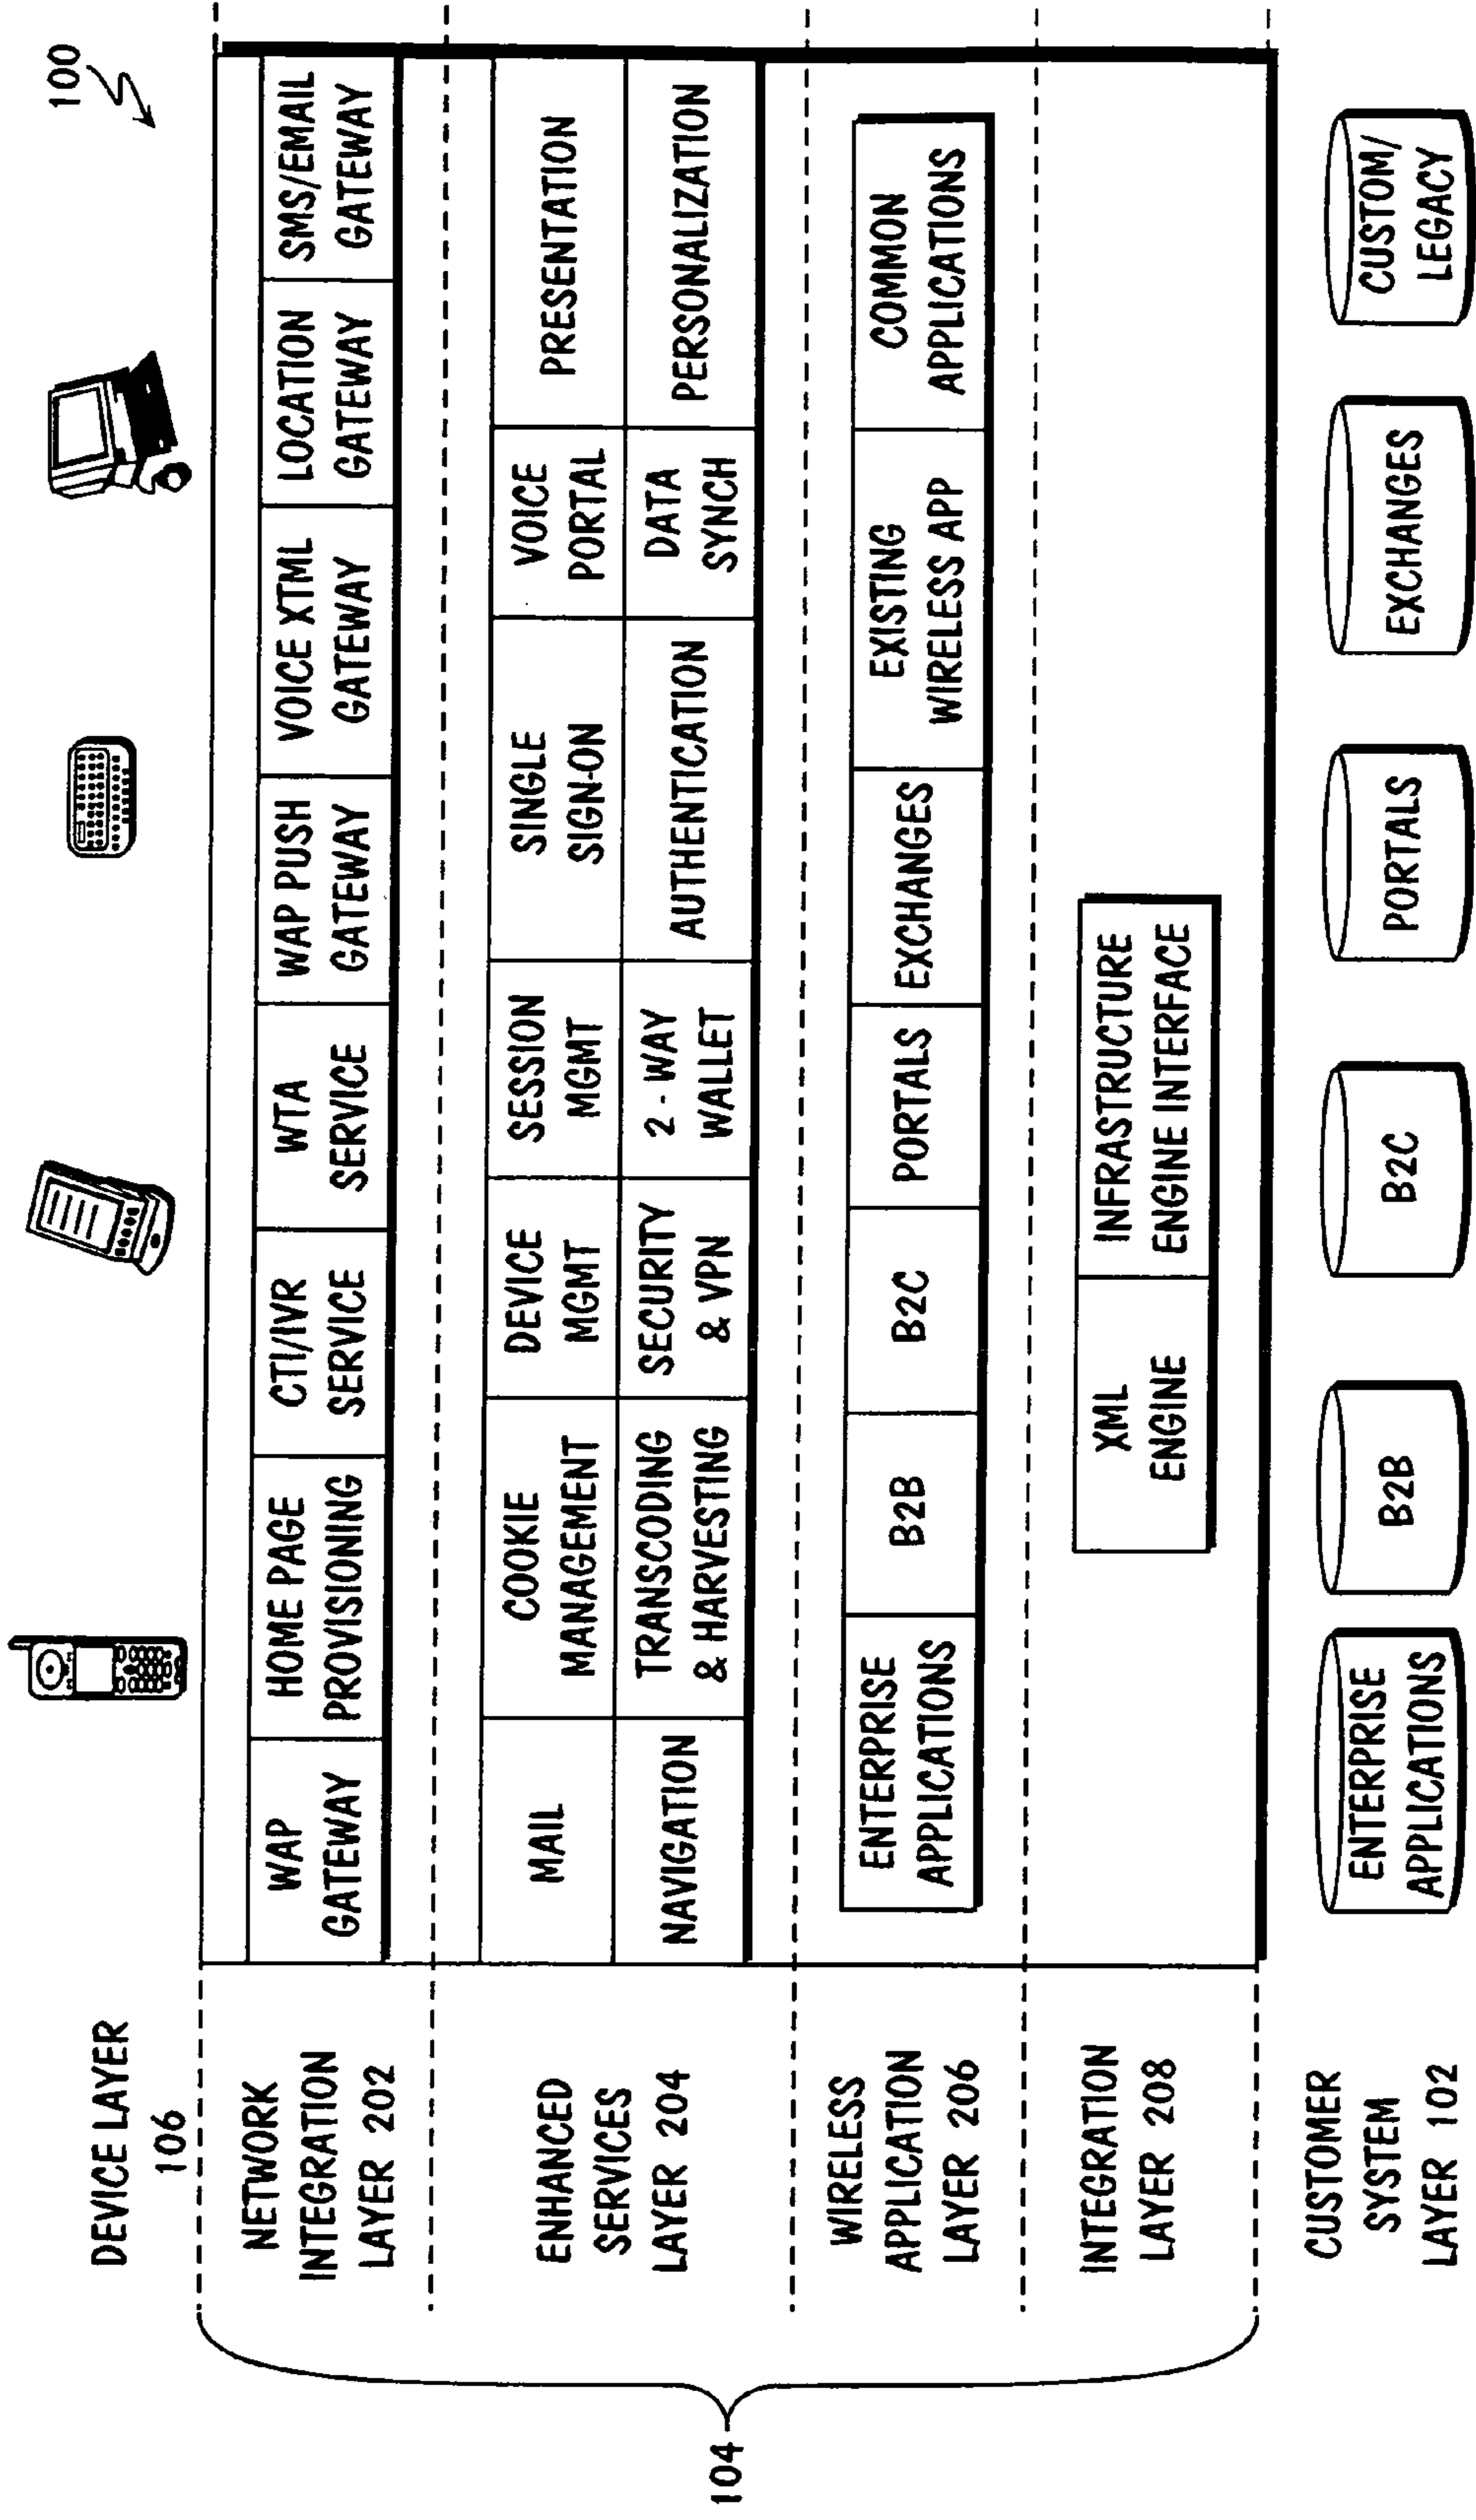 100
DEVICE LAYER
106
NETWORK
INTEGRATION
LAYER 202
WAP
GATEWAY
HOME PAGE
PROVISIONING
CTI/IVR
SERVICE
WTA
SERVICE
WAP PUSH
GATEWAY
VOICE XTML
GATEWAY
LOCATION
GATEWAY
SMS/EMAIL
GATEWAY
104
ENHANCED
SERVICES
LAYER 204
MAIL
COOKIE
MANAGEMENT
DEVICE
MGMT
SESSION
MGMT
SINGLE
SIGN-ON
VOICE
PORTAL
PRESENTATION
NAVIGATION
TRANSCODING
& HARVESTING
SECURITY
& VPN
2 - WAY
WALLET
AUTHENTICATION
DATA
SYNCH
PERSONALIZATION
WIRELESS
APPLICATION
LAYER 206
ENTERPRISE
APPLICATIONS
B2B
B2C
PORTALS
EXCHANGES
EXISTING
WIRELESS APP
COMMON
APPLICATIONS
INTEGRATION
LAYER 208
XML
ENGINE
INFRASTRUCTURE
ENGINE INTERFACE
CUSTOMER
SYSTEM
LAYER 102
ENTERPRISE
APPLICATIONS
B2B
B2C
PORTALS
EXCHANGES
CUSTOM/
LEGACY